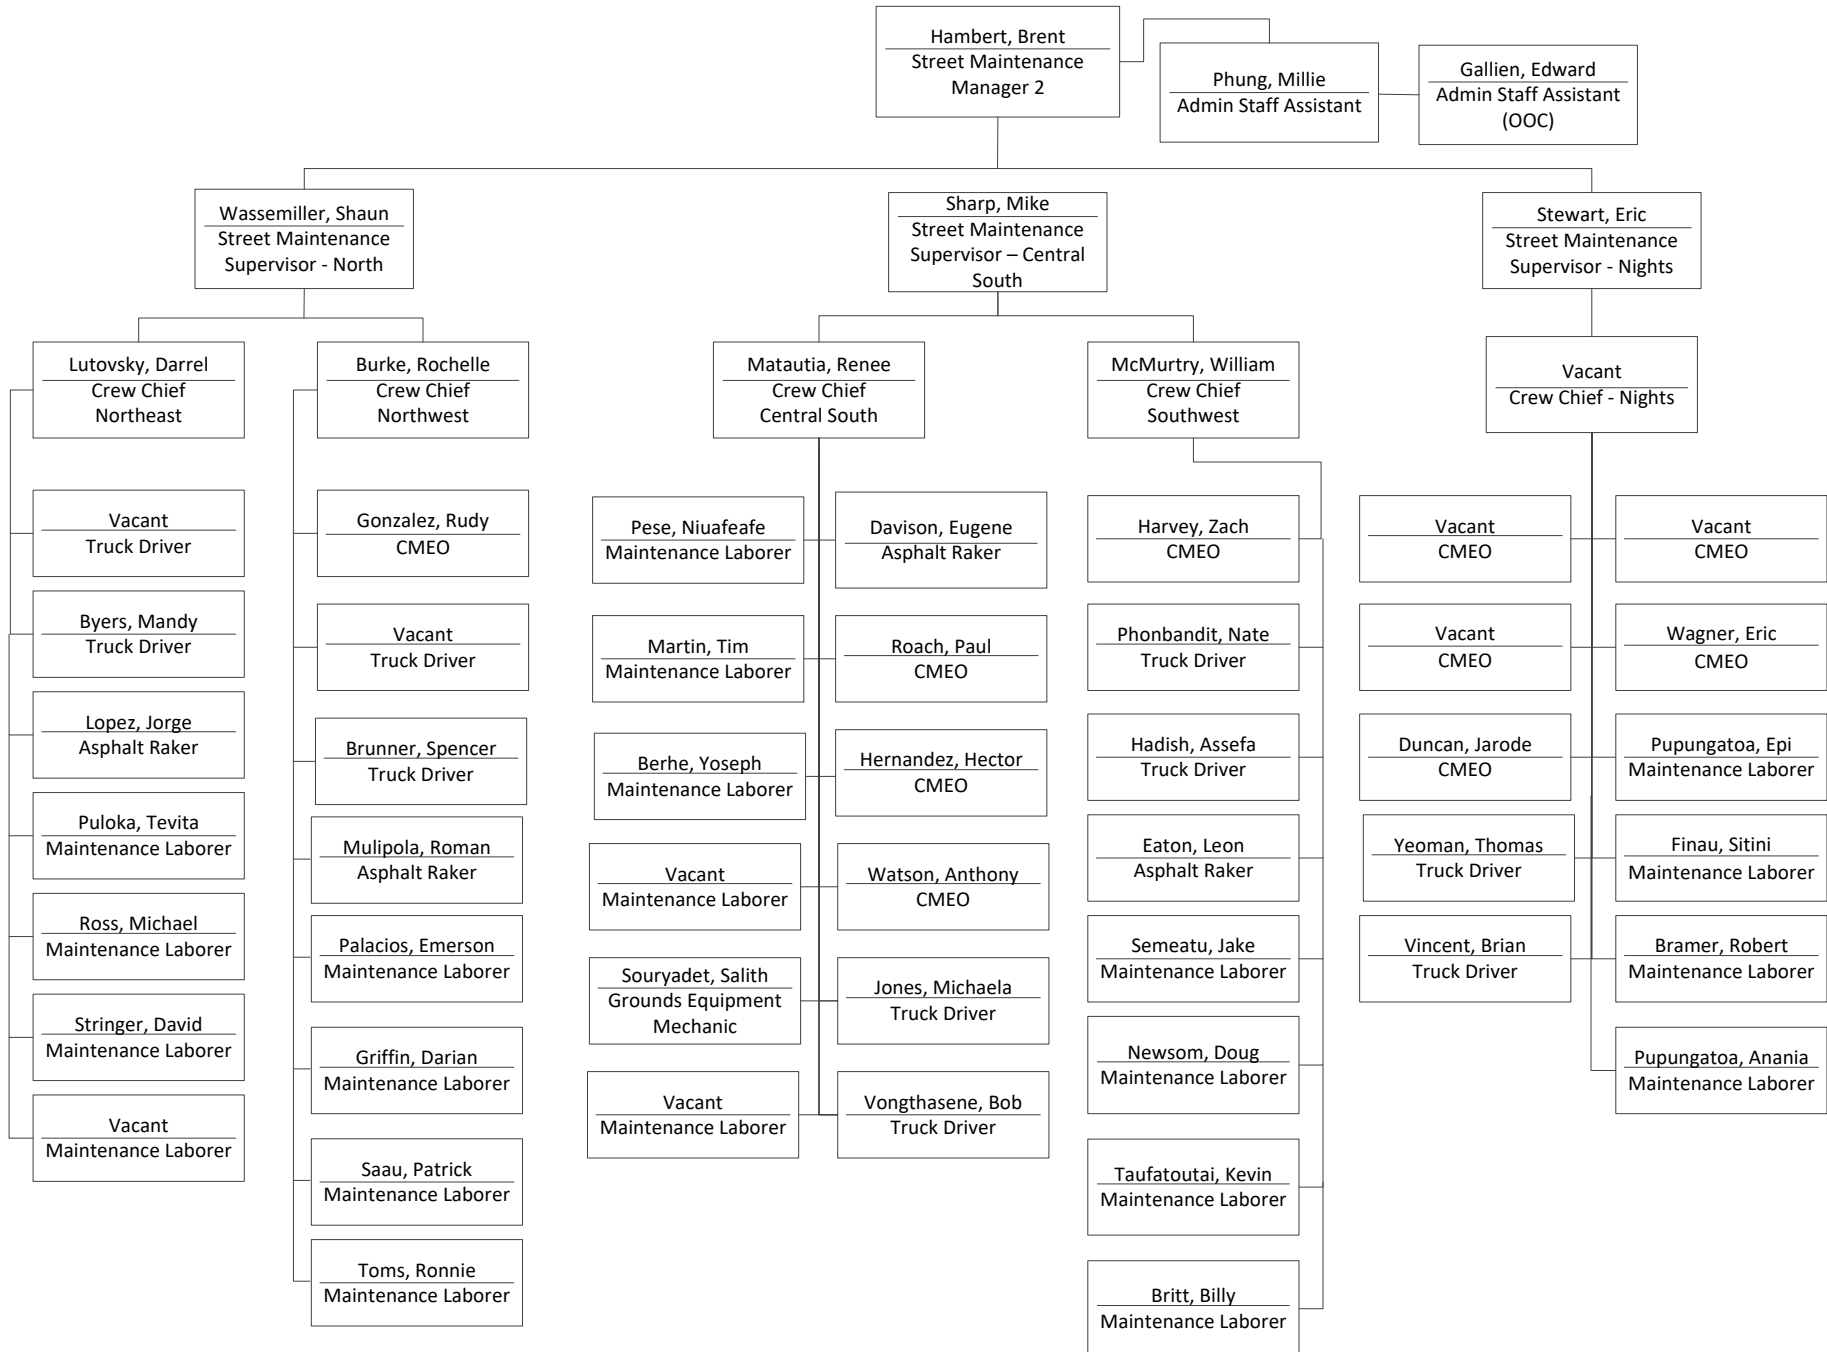 Hambert, Brent
Street Maintenance
Manager 2
Phung, Millie
Admin Staff Assistant
Gallien, Edward
Admin Staff Assistant
(OOC)
Wassemiller, Shaun
Street Maintenance
Supervisor - North
Sharp, Mike
Street Maintenance
Supervisor – Central
South
Stewart, Eric
Street Maintenance
Supervisor - Nights
Lutovsky, Darrel
Crew Chief
Northeast
Burke, Rochelle
Crew Chief
Northwest
Matautia, Renee
Crew Chief
Central South
McMurtry, William
Crew Chief
Southwest
Vacant
Crew Chief - Nights
Vacant
Truck Driver
Byers, Mandy
Truck Driver
Lopez, Jorge
Asphalt Raker
Puloka, Tevita
Maintenance Laborer
Ross, Michael
Maintenance Laborer
Stringer, David
Maintenance Laborer
Vacant
Maintenance Laborer
Gonzalez, Rudy
CMEO
Vacant
Truck Driver
Brunner, Spencer
Truck Driver
Mulipola, Roman
Asphalt Raker
Palacios, Emerson
Maintenance Laborer
Griffin, Darian
Maintenance Laborer
Saau, Patrick
Maintenance Laborer
Toms, Ronnie
Maintenance Laborer
Pese, Niuafeafe
Maintenance Laborer
Davison, Eugene
Asphalt Raker
Martin, Tim
Maintenance Laborer
Roach, Paul
CMEO
Berhe, Yoseph
Maintenance Laborer
Hernandez, Hector
CMEO
Vacant
Maintenance Laborer
Watson, Anthony
CMEO
Souryadet, Salith
Grounds Equipment
Mechanic
Jones, Michaela
Truck Driver
Vacant
Maintenance Laborer
Vongthasene, Bob
Truck Driver
Harvey, Zach
CMEO
Phonbandit, Nate
Truck Driver
Hadish, Assefa
Truck Driver
Eaton, Leon
Asphalt Raker
Semeatu, Jake
Maintenance Laborer
Newsom, Doug
Maintenance Laborer
Taufatoutai, Kevin
Maintenance Laborer
Britt, Billy
Maintenance Laborer
Vacant
CMEO
Vacant
CMEO
Vacant
CMEO
Wagner, Eric
CMEO
Duncan, Jarode
CMEO
Pupungatoa, Epi
Maintenance Laborer
Yeoman, Thomas
Truck Driver
Finau, Sitini
Maintenance Laborer
Vincent, Brian
Truck Driver
Bramer, Robert
Maintenance Laborer
Pupungatoa, Anania
Maintenance Laborer